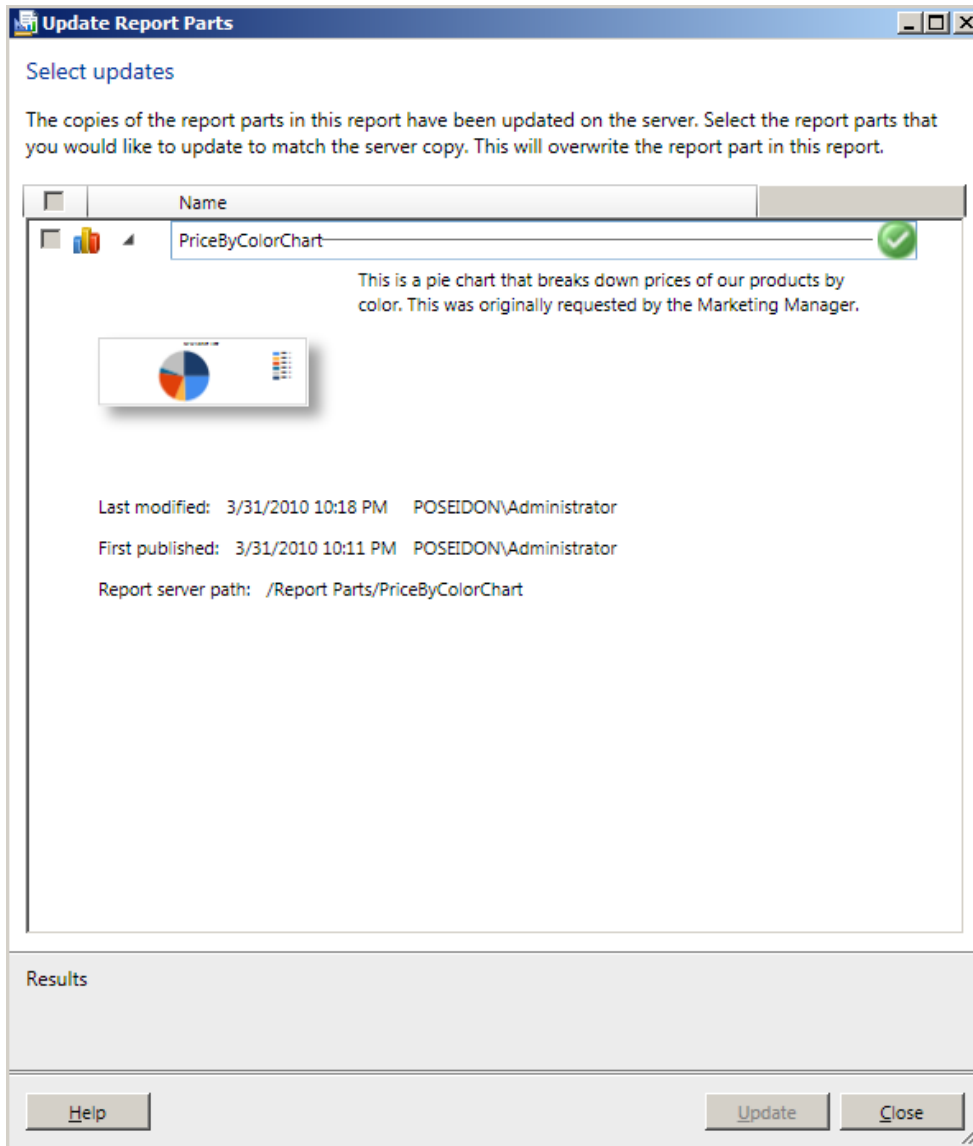 Update Report Parts
Select updates
The copies of the report parts in this report have been updated on the server. Select the report parts that
you would like to update to match the server copy. This will overwrite the report part in this report.
Name
PriceByColorChart
This is a pie chart that breaks down prices of our products by
color. This was originally requested by the Marketing Manager.
Last modified: 3/31/2010 10:18 PM POSEIDON\Administrator
First published: 3/31/2010 10:11 PM POSEIDON\Administrator
Report server path: /Report Parts/PriceByColorChart
Results
Help Update Close